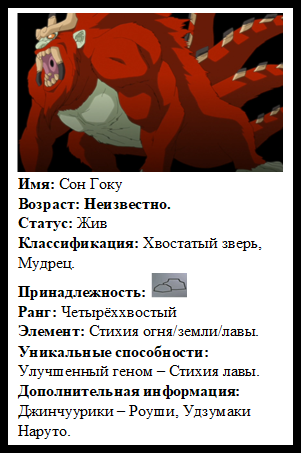 Имя: Сон Гоку
Возраст: Неизвестно.
Статус: Жив
Классификация: Хвостатый зверь,
Мудрец.
Принадлежность:
Ранг: Четырёххвостый
Элемент: Стихия огня/земли/лавы.
Уникальные способности:
Улучшенный геном – Стихия лавы.
Дополнительная информация:
Джинчуурики – Роуши, Удзумаки
Наруто.